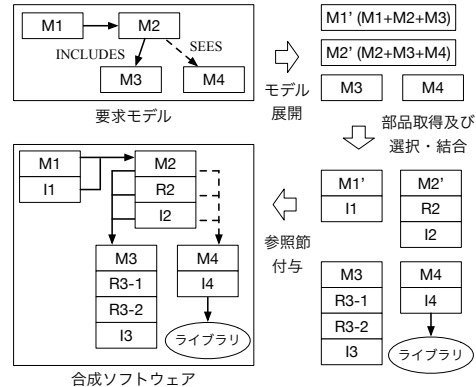 M1
M2
INCLUDES
SEES
M3
M4
要求モデル
モデル
展開
M1' (M1+M2+M3)
M2' (M2+M3+M4)
M3
M4
部品取得及び
選択・結合
M1'
I1
M2'
R2
I2
M3
R3-1
R3-2
I3
M4
I4
ライブラリ
参照節
付与
M1
I1
M2
R2
I2
M3
R3-1
R3-2
I3
M4
I4
ライブラリ
合成ソフトウェア